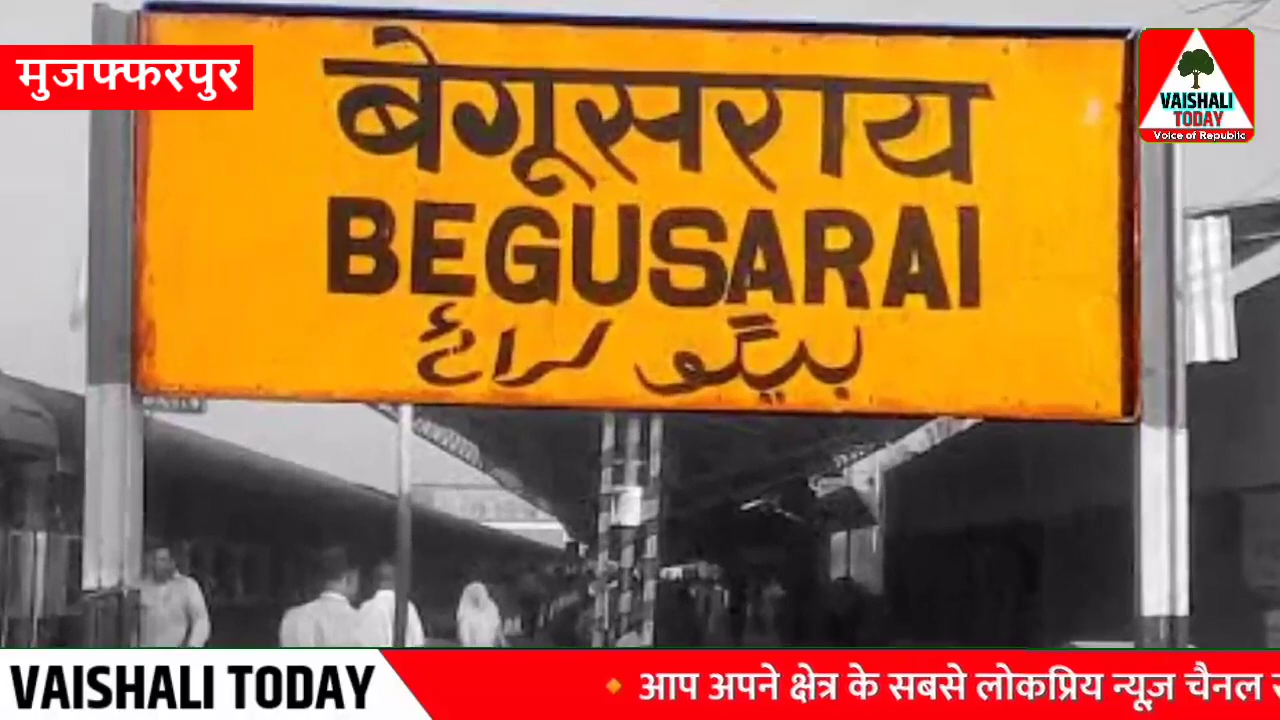 मुजफ्फरपुर
बेगूसराय
BEGUSARAI
بیگو سرائے
VAISHALI
TODAY
Voice of Republic
VAISHALI TODAY
आप अपने क्षेत्र के सबसे लोकप्रिय न्यूज़ चैनल